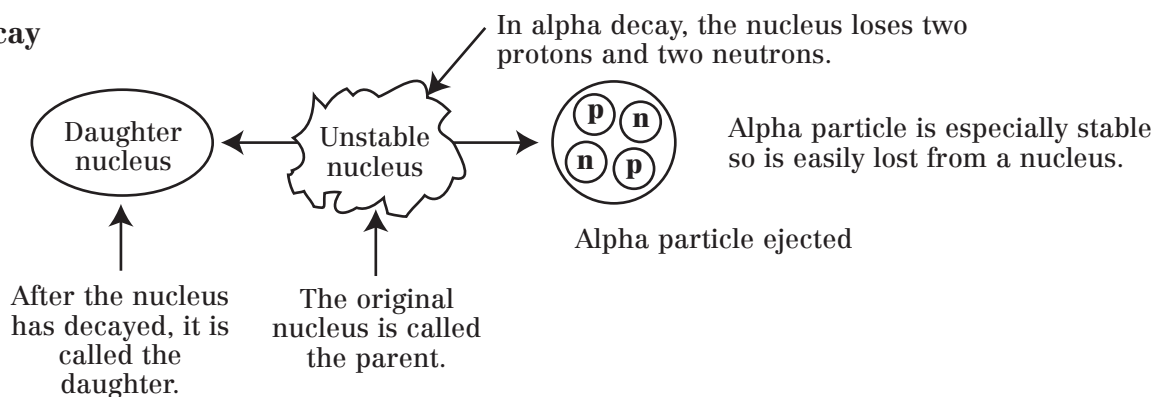 cay
In alpha decay, the nucleus loses two
protons and two neutrons.
Daughter
nucleus
Unstable
nucleus
p
n
n
p
Alpha particle is especially stable
so is easily lost from a nucleus.
Alpha particle ejected
After the nucleus
has decayed, it is
called the
daughter.
The original
nucleus is called
the parent.